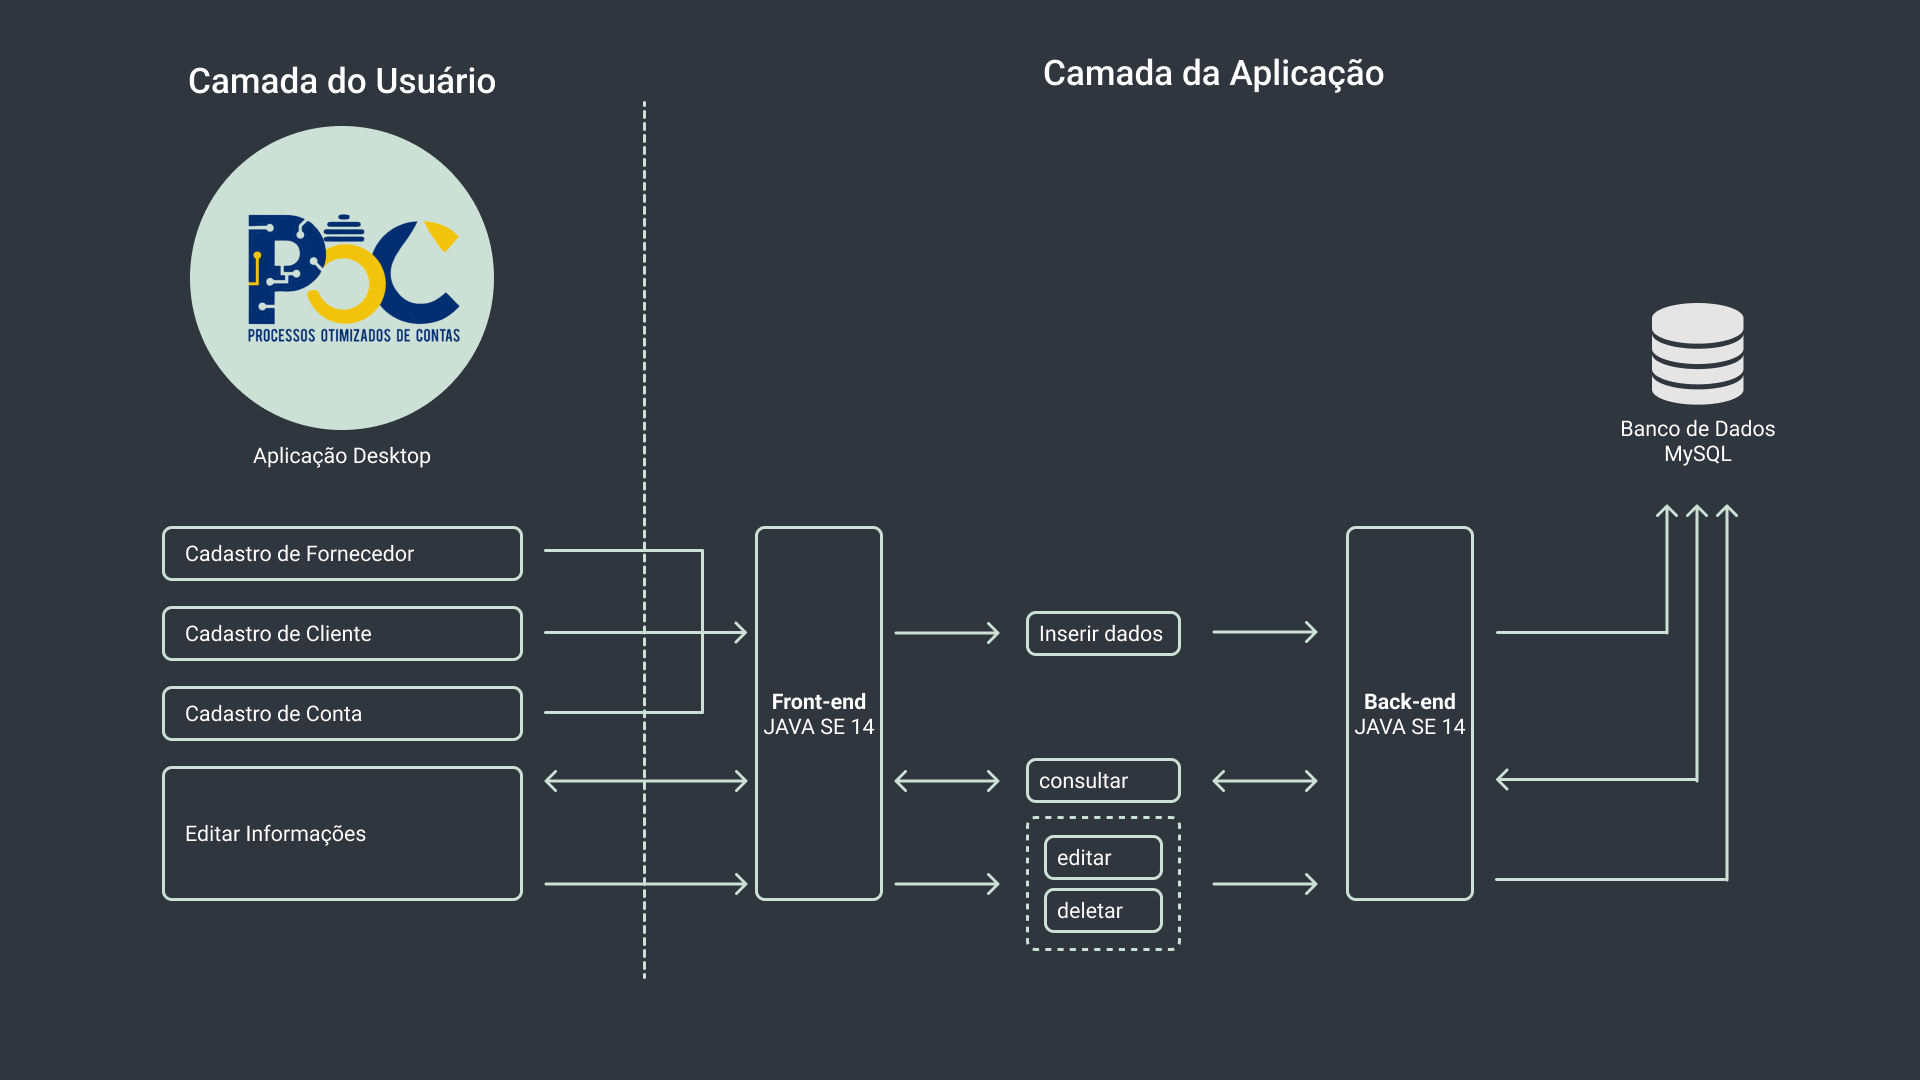 Camada do Usuário
POC
PROCESSOS OTIMIZADOS DE CONTAS
Aplicação Desktop
Cadastro de Fornecedor
Cadastro de Cliente
Cadastro de Conta
Editar Informações
Camada da Aplicação
Front-end
JAVA SE 14
Inserir dados
consultar
editar
deletar
Back-end
JAVA SE 14
Banco de Dados
MySQL